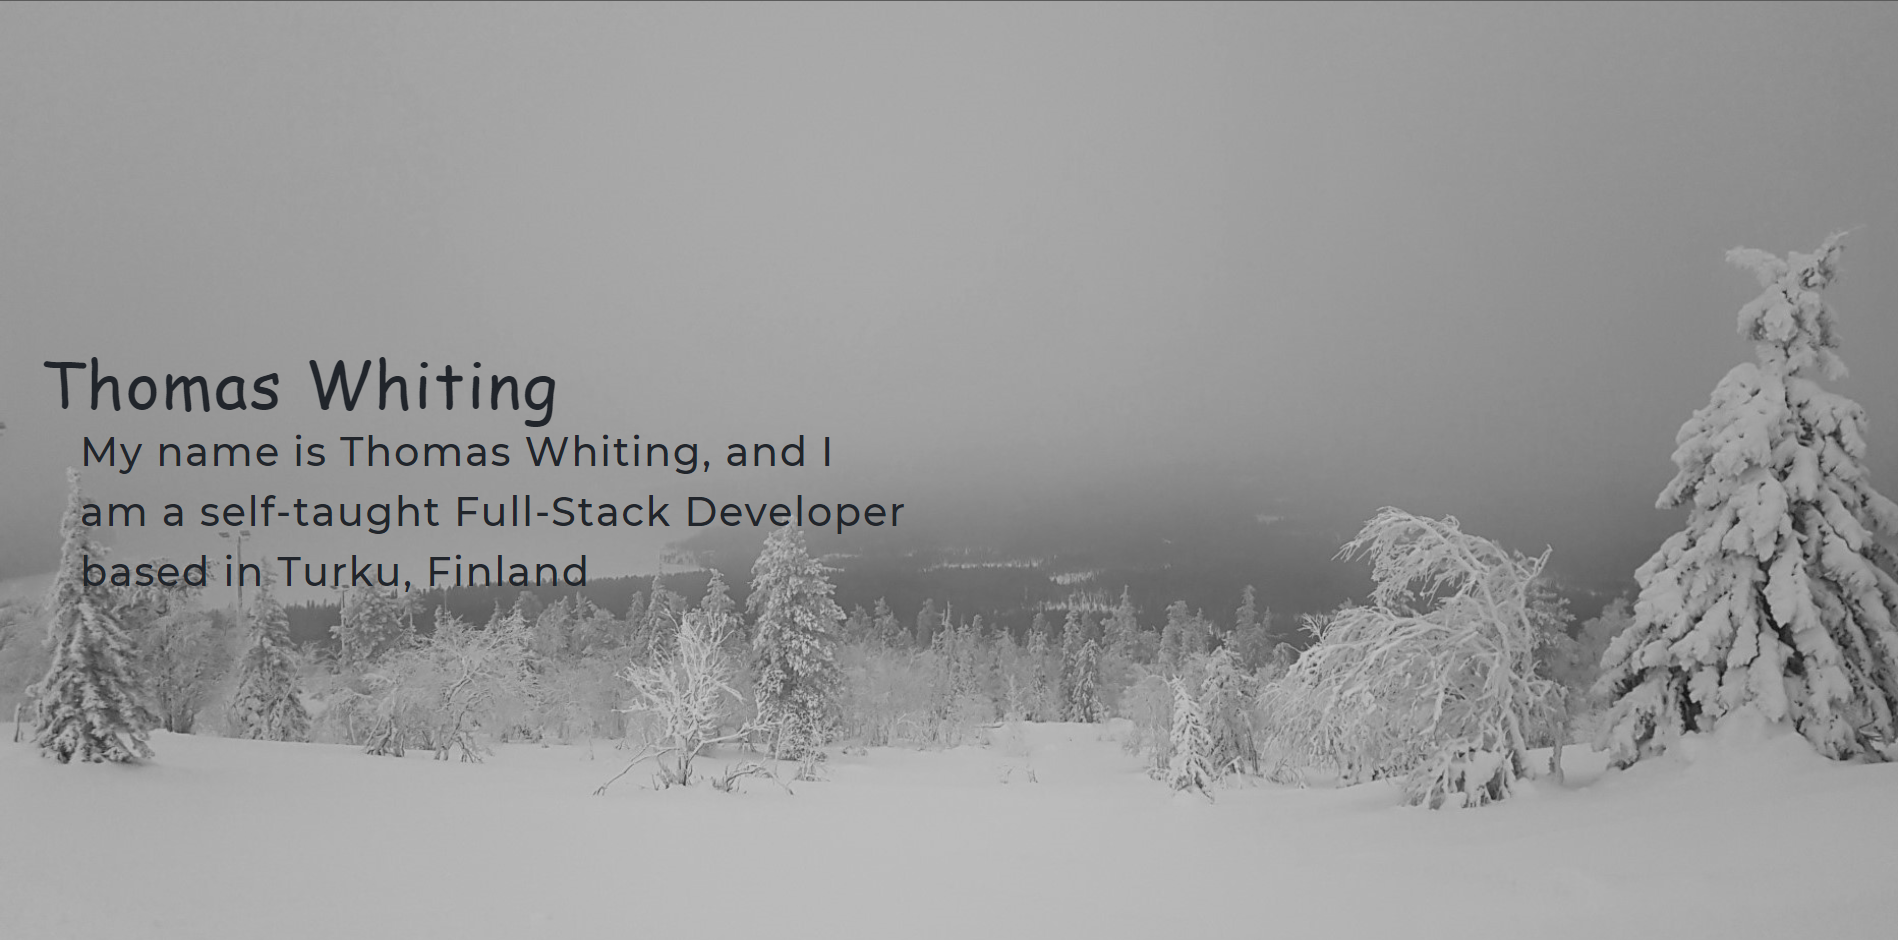 Thomas Whiting
My name is Thomas Whiting, and I
am a self-taught Full-Stack Developer
based in Turku, Finland